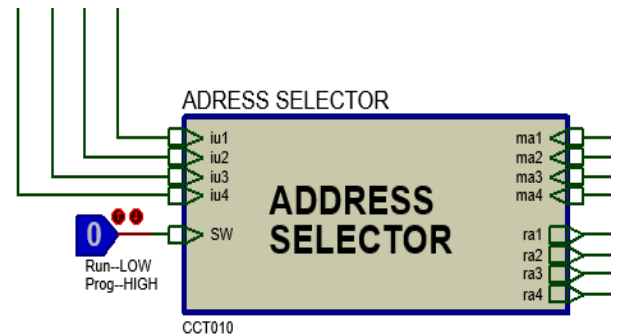 ADRESS SELECTOR
iu1
iu2
iu3
iu4
SW
ma1
ma2
ma3
ma4
ra1
ra2
ra3
ra4
ADDRESS
SELECTOR
0
Run--LOW
Prog--HIGH
CCT010